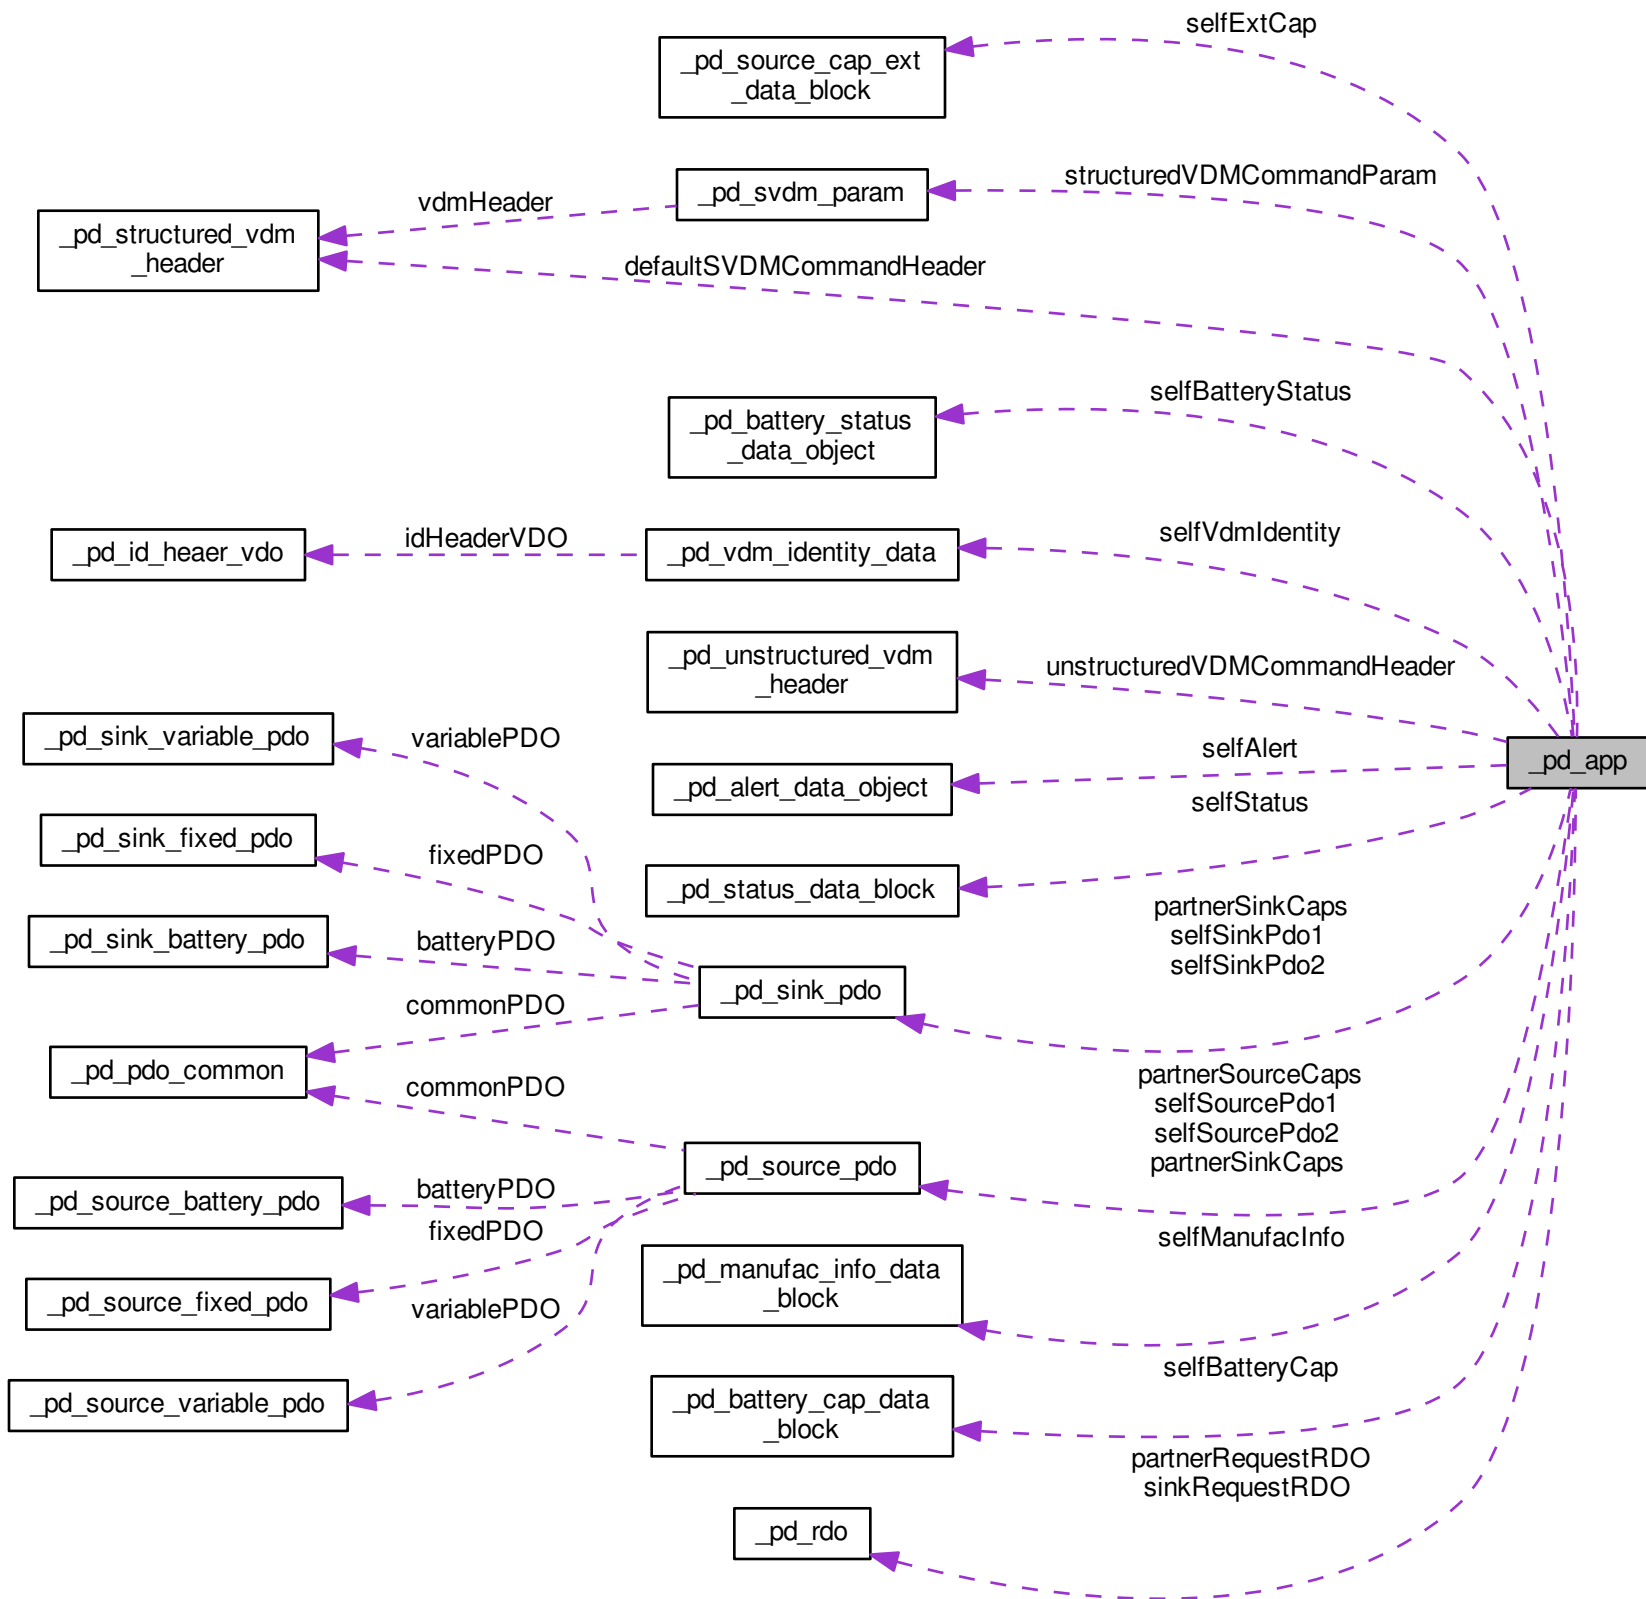 selfExtCap
_pd_source_cap_ext
_data_block
structuredVDMCommandParam
_pd_svdm_param
vdmHeader
_pd_structured_vdm
_header
defaultSVDMCommandHeader
selfBatteryStatus
_pd_battery_status
_data_object
selfVdmIdentity
_pd_id_heaer_vdo
idHeaderVDO
_pd_vdm_identity_data
_pd_unstructured_vdm
_header
unstructuredVDMCommandHeader
_pd_sink_variable_pdo
variablePDO
selfAlert
_pd_app
_pd_alert_data_object
selfStatus
_pd_sink_fixed_pdo
fixedPDO
_pd_status_data_block
partnerSinkCaps
selfSinkPdo1
selfSinkPdo2
_pd_sink_battery_pdo
batteryPDO
_pd_sink_pdo
commonPDO
_pd_pdo_common
commonPDO
partnerSourceCaps
selfSourcePdo1
selfSourcePdo2
partnerSinkCaps
_pd_source_pdo
_pd_source_battery_pdo
batteryPDO
fixedPDO
selfManufacInfo
_pd_manufac_info_data
_block
_pd_source_fixed_pdo
variablePDO
selfBatteryCap
_pd_source_variable_pdo
_pd_battery_cap_data
_block
partnerRequestRDO
sinkRequestRDO
_pd_rdo